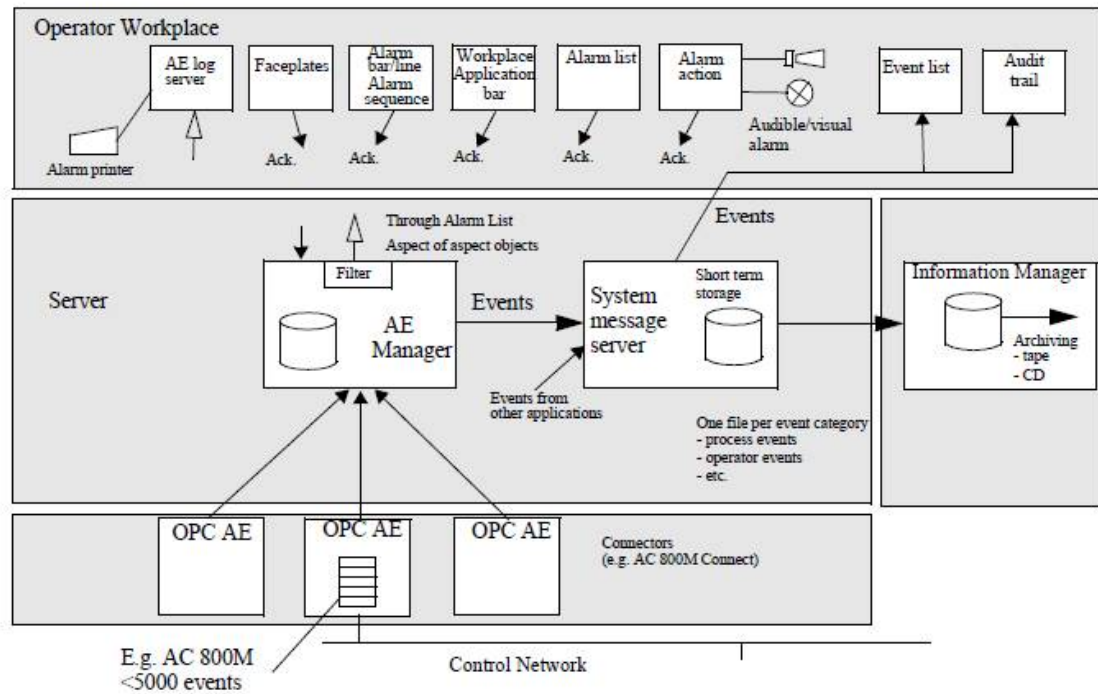 Operator Workplace
AE log
server
Faceplates
Alarm
bar/line
Alarm
sequence
Workplace
Application
bar
Alarm list
Alarm
action
Event list
Audit
trail
Alarm printer
Ack.
Ack.
Ack.
Ack.
Ack.
Audible/visual
alarm
Server
Through Alarm List
Aspect of aspect objects
Filter
AE
Manager
Events
Events
System
message
server
Short term
storage
Events from
other applications
One file per event category
- process events
- operator events
- etc.
Information Manager
Archiving
- tape
- CD
OPC AE
OPC AE
OPC AE
Connectors
(e.g. AC 800M Connect)
E.g. AC 800M
<5000 events
Control Network